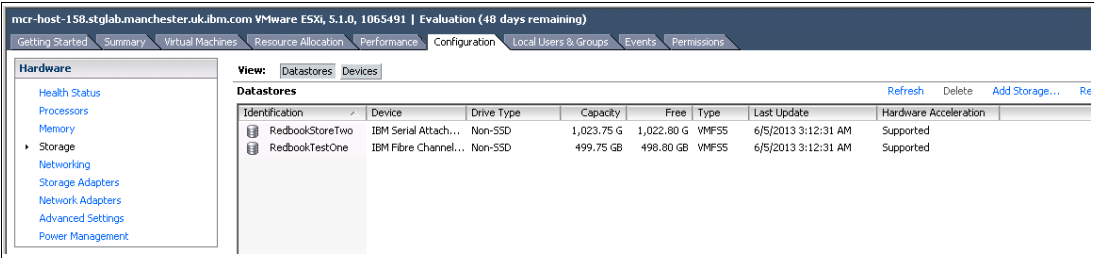 mcr-host-158.stglab.manchester.uk.ibm.com VMware ESXi, 5.1.0, 1065491 | Evaluation (48 days remaining)
Getting Started Summary Virtual Machines Resource Allocation Performance Configuration Local Users & Groups Events Permissions
Hardware
Health Status
Processors
Memory
Storage
Networking
Storage Adapters
Network Adapters
Advanced Settings
Power Management
View: Datastores Devices
Datastores
Refresh Delete Add Storage... Re
Identification Device Drive Type Capacity Free Type Last Update Hardware Acceleration
RedbookStoreTwo IBM Serial Attach... Non-SSD 1,023.75 G 1,022.80 G VMFS5 6/5/2013 3:12:31 AM Supported
RedbookTestOne IBM Fibre Channel... Non-SSD 499.75 GB 498.80 GB VMFS5 6/5/2013 3:12:31 AM Supported